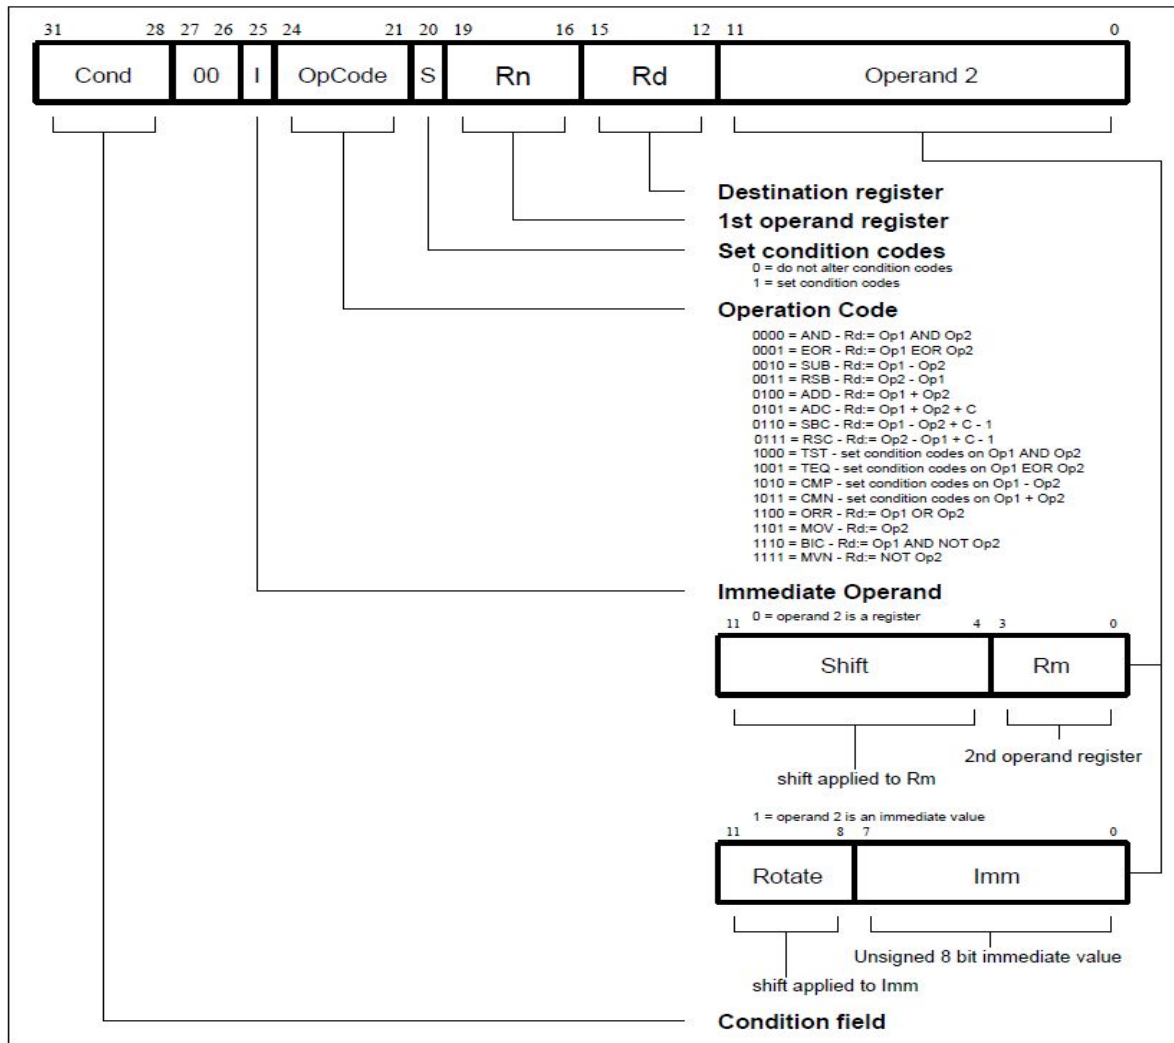 31 28 27 26 25 24 21 20 19 16 15 12 11 0
Cond 00 I OpCode S Rn Rd Operand 2
Destination register
1st operand register
Set condition codes
0 = do not alter condition codes
1 = set condition codes
Operation Code
0000 = AND - Rd:= Op1 AND Op2
0001 = EOR - Rd:= Op1 EOR Op2
0010 = SUB - Rd:= Op1 - Op2
0011 = RSB - Rd:= Op2 - Op1
0100 = ADD - Rd:= Op1 + Op2
0101 = ADC - Rd:= Op1 + Op2 + C
0110 = SBC - Rd:= Op1 - Op2 + C - 1
0111 = RSC - Rd:= Op2 - Op1 + C - 1
1000 = TST - set condition codes on Op1 AND Op2
1001 = TEQ - set condition codes on Op1 EOR Op2
1010 = CMP - set condition codes on Op1 - Op2
1011 = CMN - set condition codes on Op1 + Op2
1100 = ORR - Rd:= Op1 OR Op2
1101 = MOV - Rd:= Op2
1110 = BIC - Rd:= Op1 AND NOT Op2
1111 = MVN - Rd:= NOT Op2
Immediate Operand
0 = operand 2 is a register
11 4 3 0
Shift Rm
2nd operand register
shift applied to Rm
1 = operand 2 is an immediate value
11 8 7 0
Rotate Imm
Unsigned 8 bit immediate value
shift applied to Imm
Condition field